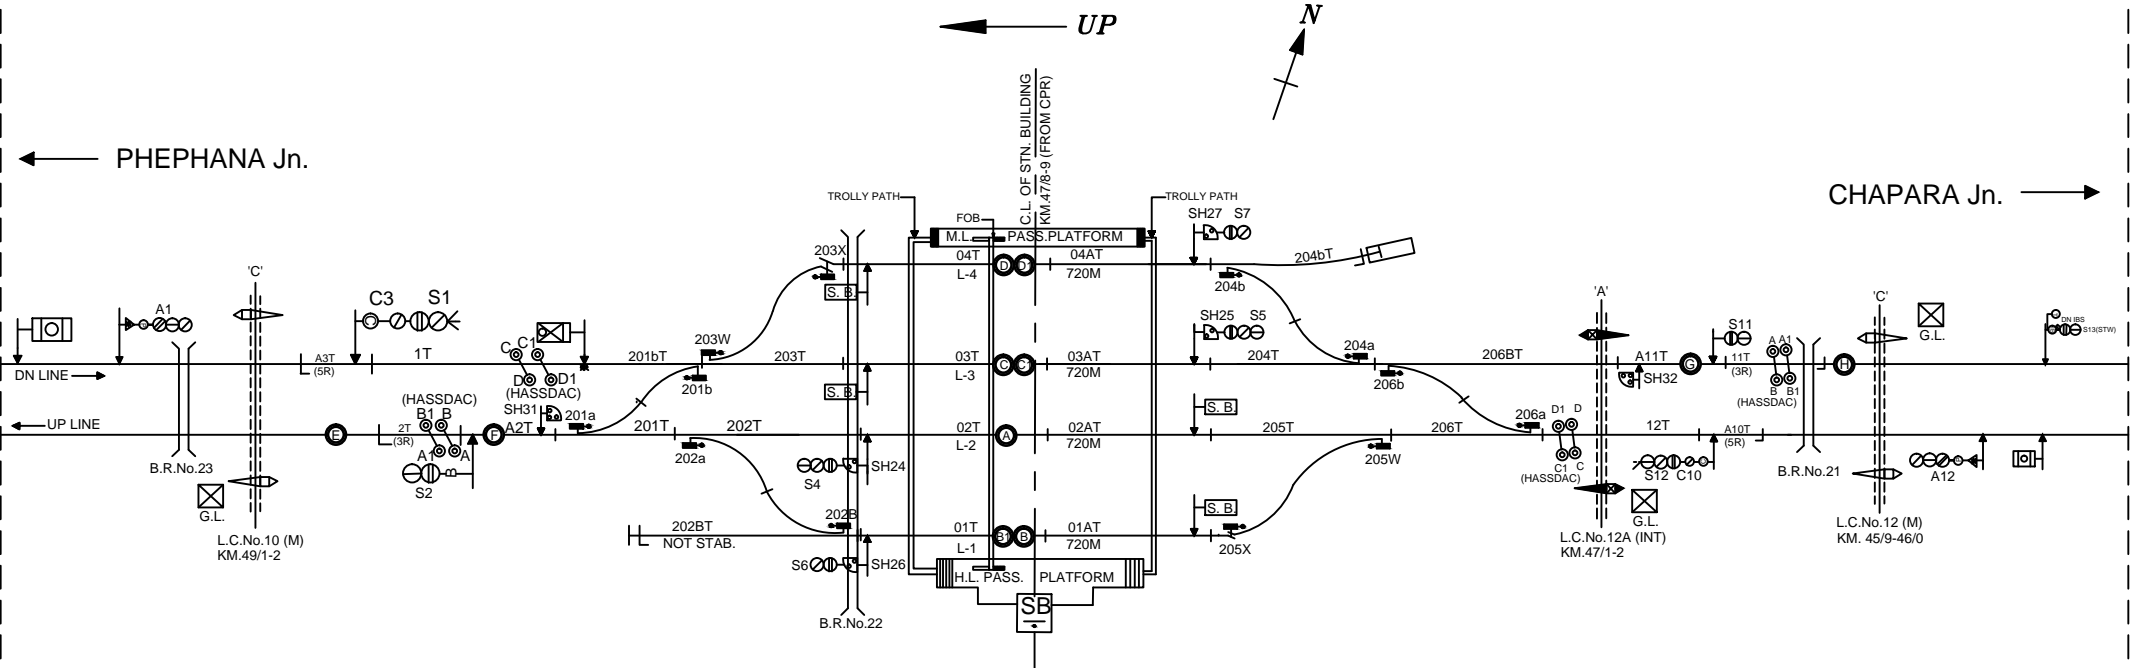 UP
N
PHEPHANA Jn.
CHAPARA Jn.
C.L. OF STN. BUILDING
KM.47/8-9 (FROM CPR)
TROLLY PATH
TROLLY PATH
FOB
M.L. PASS.PLATFORM
SH27 S7
203X
04T
04AT
D D1
L-4
720M
204bT
204b
S. B.
'C'
'A'
'C'
A1
C3 S1
C C1
D D1
(HASSDAC)
203W
SH25 S5
S11
A A1
B B1
(HASSDAC)
G.L.
DN IBS
S13(STW)
DN LINE
A3T
(5R)
1T
201bT
201b
203T
03T
C C1
03AT
L-3
720M
204T
204a
206BT
206b
A11T
SH32
G
11T
(3R)
H
S. B.
S. B.
UP LINE
E
2T
(3R)
(HASSDAC)
B1 B
A1 A
F
A2T
SH31
201a
201T
202T
202a
02T
A
02AT
L-2
720M
205T
206T
206a
205W
D1 D
C1 C
(HASSDAC)
12T
A10T
(5R)
B.R.No.23
S2
S4
SH24
S12 C10
B.R.No.21
A12
G.L.
G.L.
S. B.
202B
202BT
NOT STAB.
01T
B1 B
01AT
L-1
720M
205X
L.C.No.10 (M)
KM.49/1-2
L.C.No.12A (INT)
KM.47/1-2
L.C.No.12 (M)
KM. 45/9-46/0
S6
SH26
H.L. PASS. PLATFORM
SB
B.R.No.22